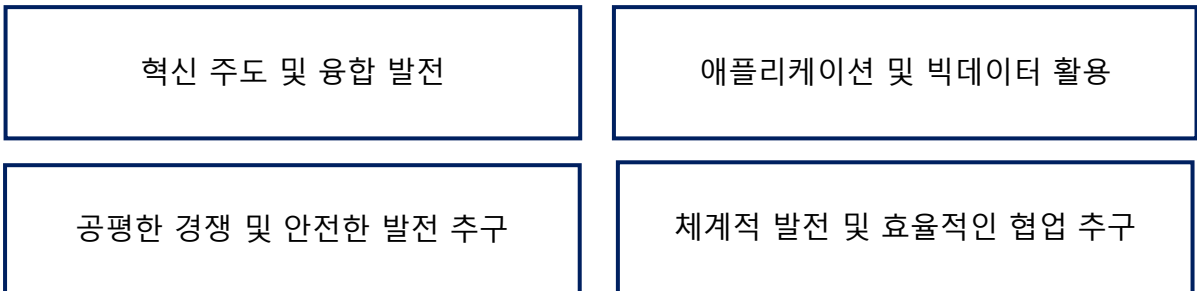 혁신 주도 및 융합 발전
애플리케이션 및 빅데이터 활용
공평한 경쟁 및 안전한 발전 추구
체계적 발전 및 효율적인 협업 추구